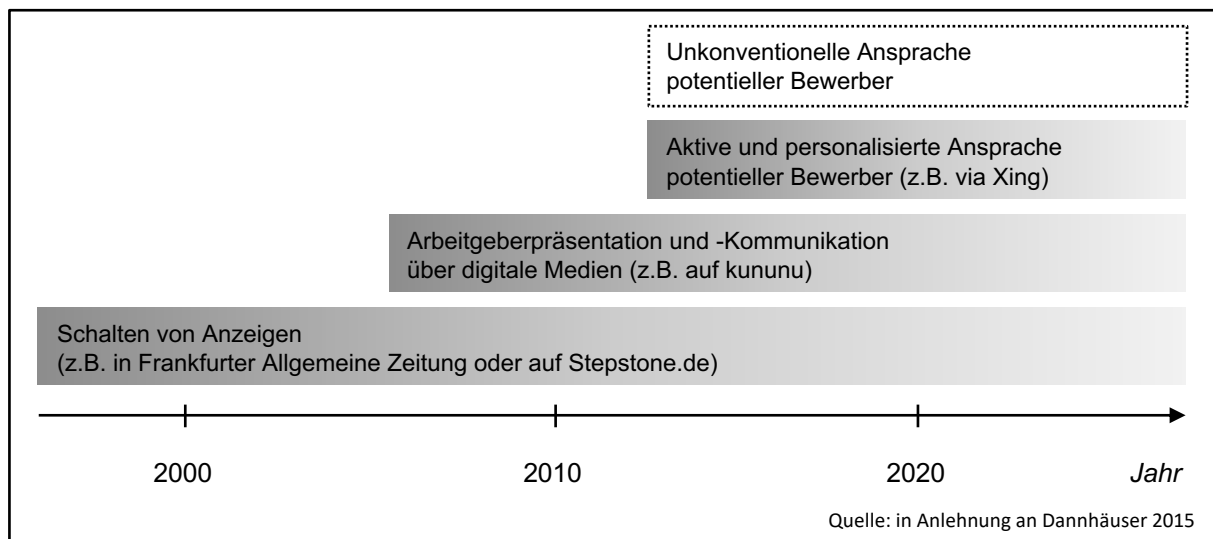 Unkonventionelle Ansprache
potentieller Bewerber
Aktive und personalisierte Ansprache
potentieller Bewerber (z.B. via Xing)
Arbeitgeberpräsentation und -Kommunikation
über digitale Medien (z.B. auf kununu)
Schalten von Anzeigen
(z.B. in Frankfurter Allgemeine Zeitung oder auf Stepstone.de)
2000 2010 2020 Jahr
Quelle: in Anlehnung an Dannhäuser 2015